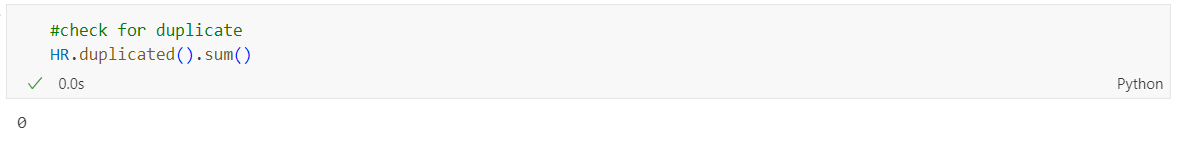 #check for duplicate
HR.duplicated().sum()
✓ 0.0s
Python
0